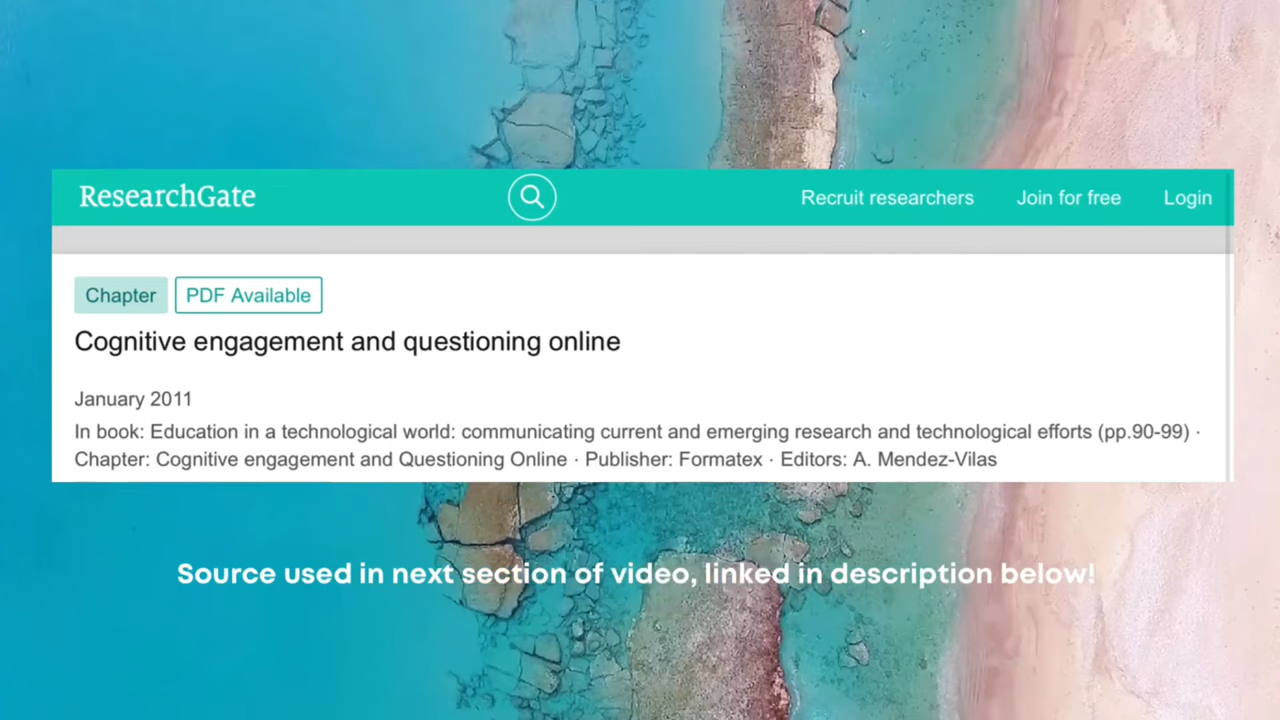 ResearchGate
Recruit researchers
Join for free
Login
Chapter
PDF Available
Cognitive engagement and questioning online
January 2011
In book: Education in a technological world: communicating current and emerging research and technological efforts (pp.90-99) ·
Chapter: Cognitive engagement and Questioning Online · Publisher: Formatex · Editors: A. Mendez-Vilas
Source used in next section of video, linked in description below!